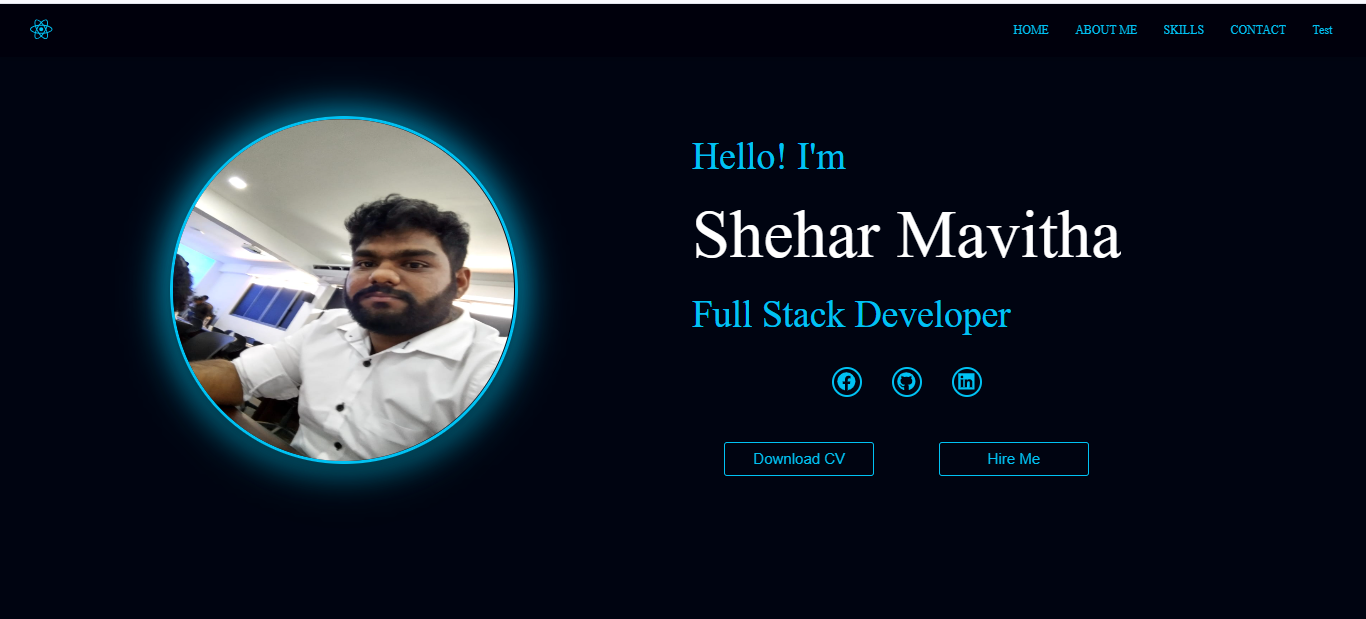 HOME ABOUT ME SKILLS CONTACT Test
Hello! I'm
Shehar Mavitha
Full Stack Developer
Download CV Hire Me